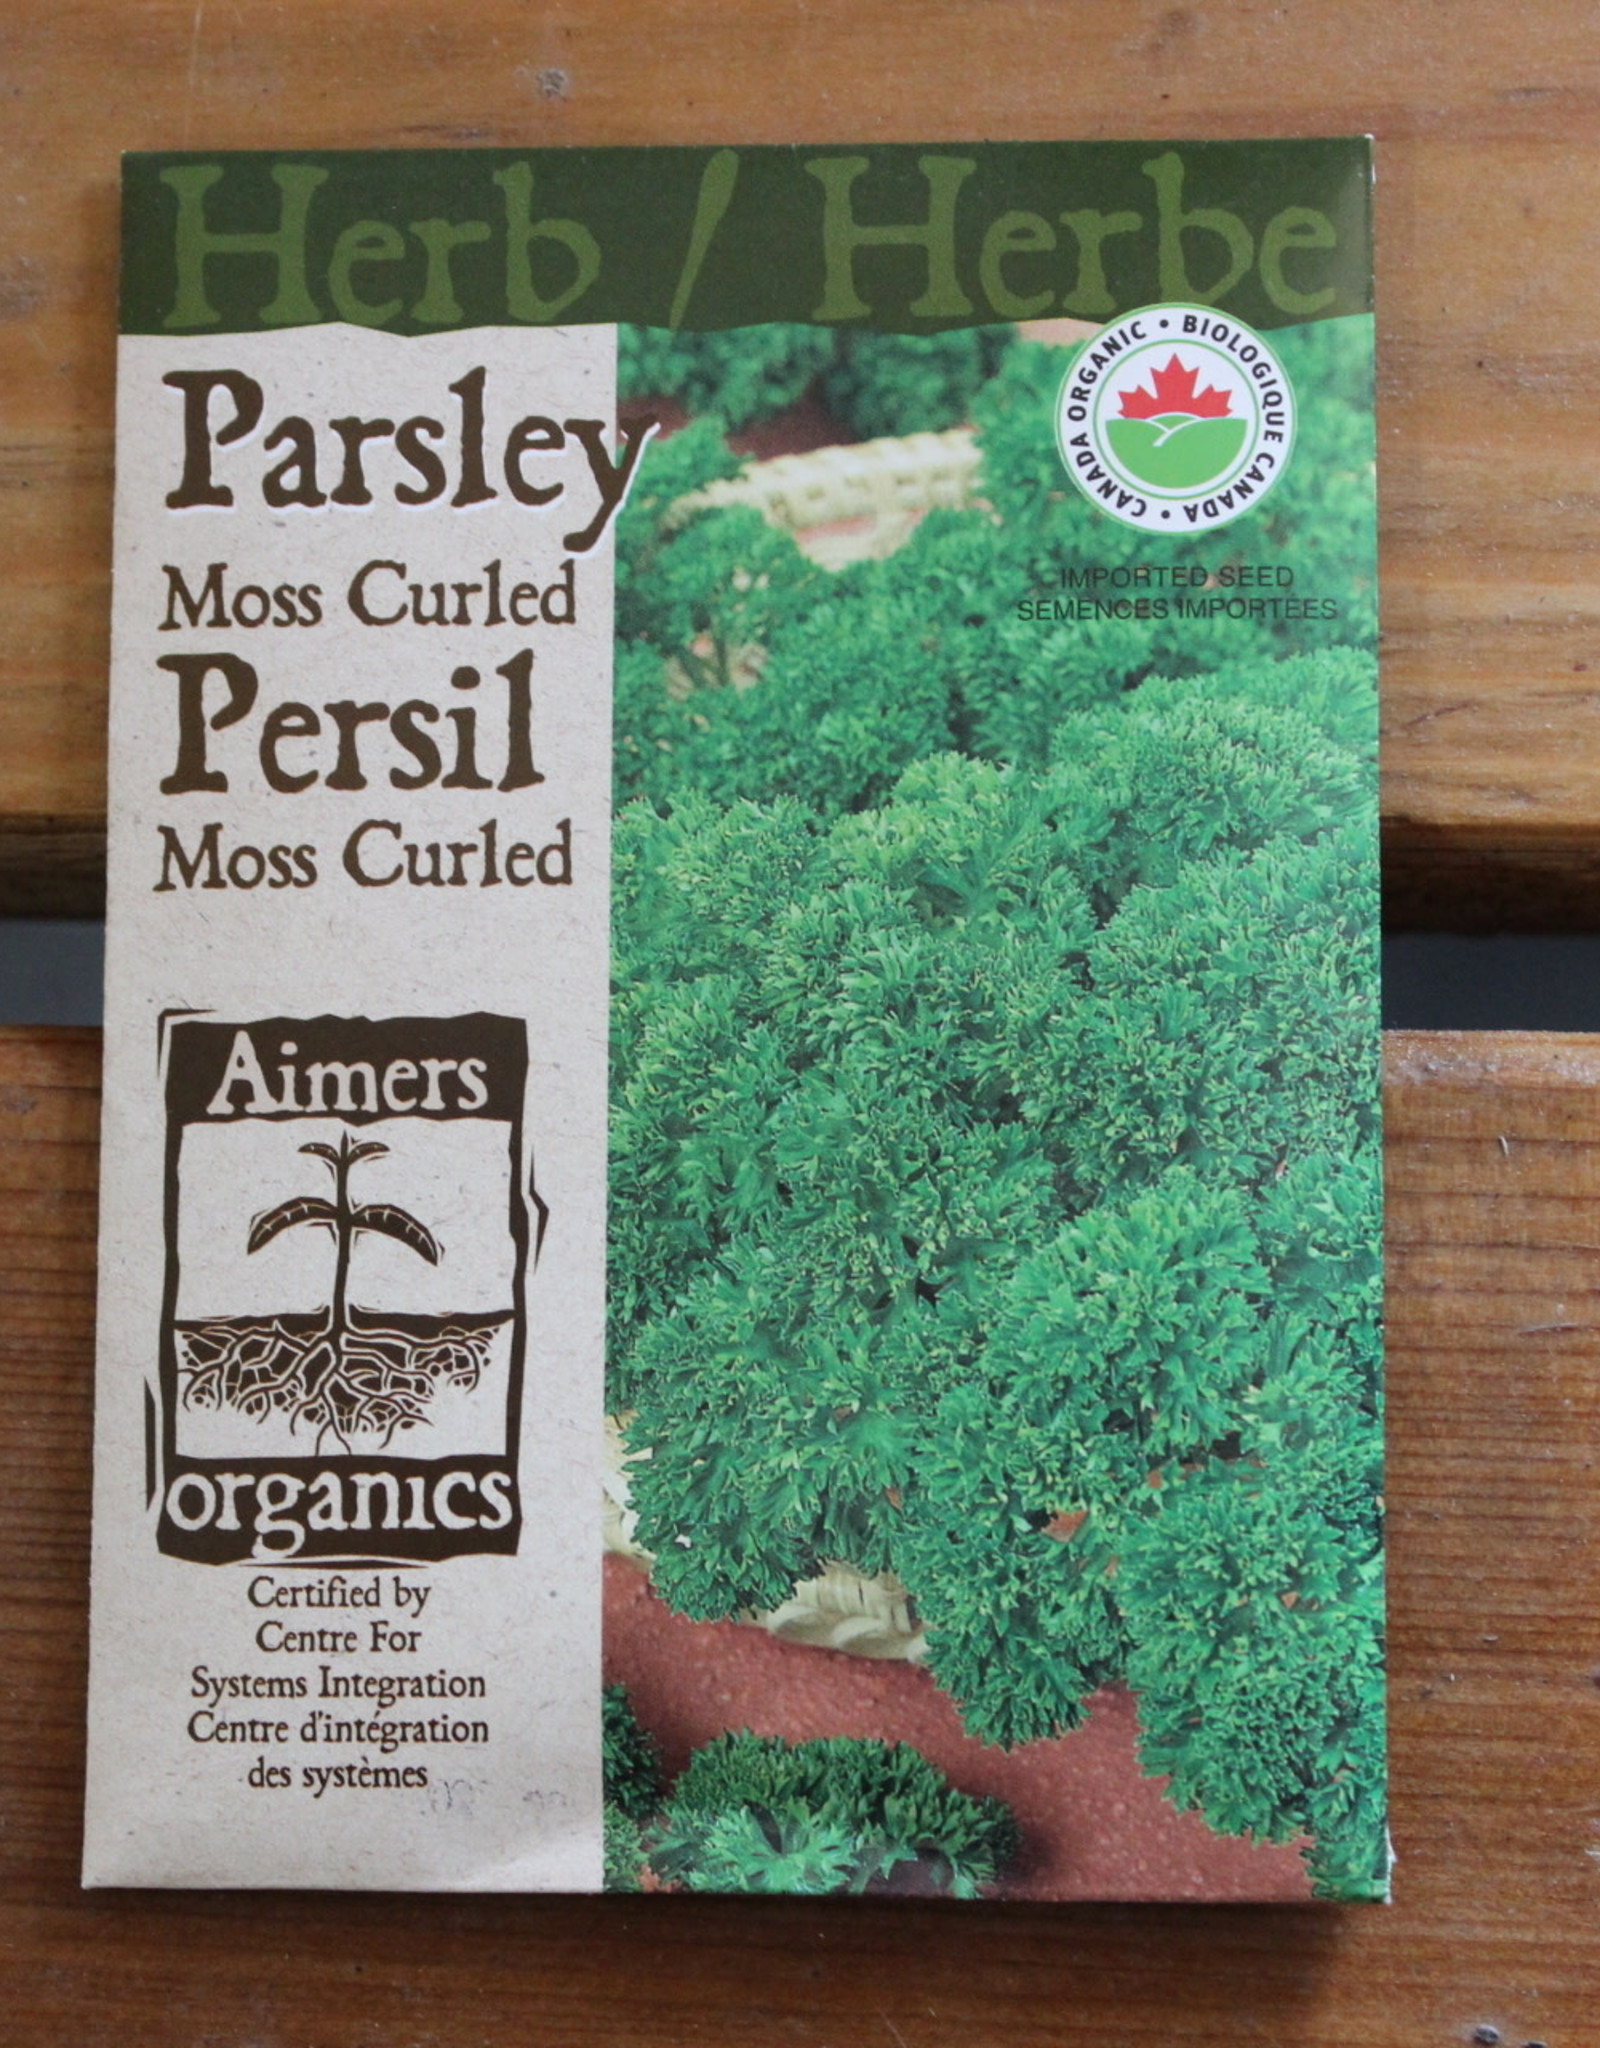 Herb / Herbe
CANADA ORGANIC • BIOLOGIQUE CANADA •
Parsley
Moss Curled
IMPORTED SEED
SEMENCES IMPORTEES
Persil
Moss Curled
Aimers
organics
Certified by
Centre For
Systems Integration
Centre d'intégration
des systèmes